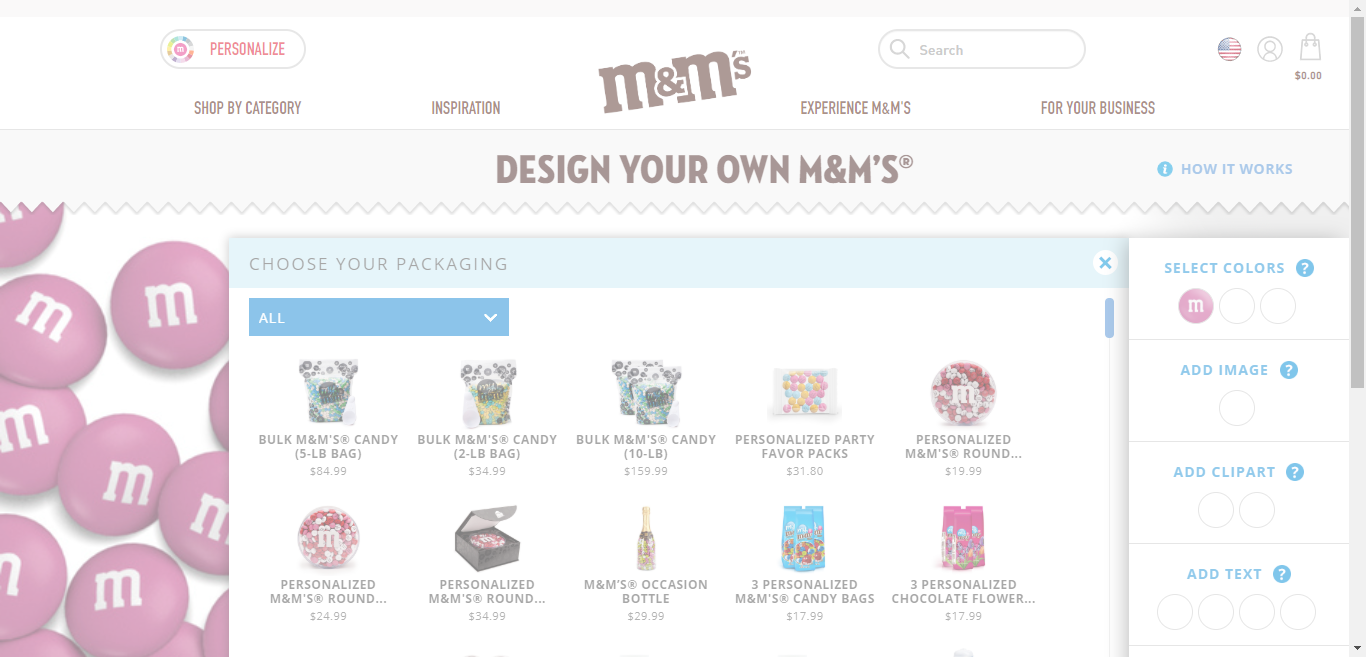 PERSONALIZE
m&m's™
Search
$0.00
SHOP BY CATEGORY
INSPIRATION
EXPERIENCE M&M'S
FOR YOUR BUSINESS
DESIGN YOUR OWN M&M'S®
HOW IT WORKS
CHOOSE YOUR PACKAGING
ALL
BULK M&M'S® CANDY
(5-LB BAG)
$84.99
BULK M&M'S® CANDY
(2-LB BAG)
$34.99
BULK M&M'S® CANDY
(10-LB)
$159.99
PERSONALIZED PARTY
FAVOR PACKS
$31.80
PERSONALIZED
M&M'S® ROUND...
$19.99
PERSONALIZED
M&M'S® ROUND...
$24.99
PERSONALIZED
M&M'S® ROUND...
$34.99
M&M'S® OCCASION
BOTTLE
$29.99
3 PERSONALIZED
M&M'S® CANDY BAGS
$17.99
3 PERSONALIZED
CHOCOLATE FLOWER...
$17.99
SELECT COLORS ?
m
ADD IMAGE ?
ADD CLIPART ?
ADD TEXT ?
m
m
m
m
m
m